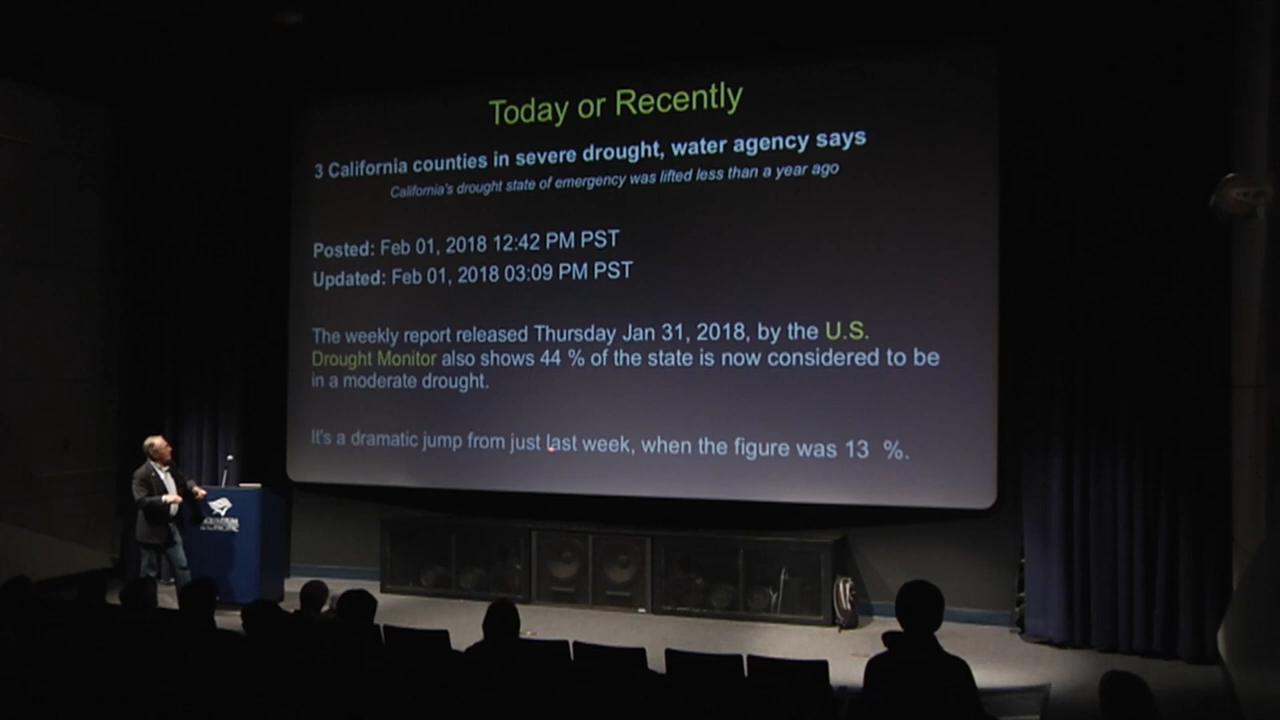 Today or Recently
3 California counties in severe drought, water agency says
California's drought state of emergency was lifted less than a year ago
Posted: Feb 01, 2018 12:42 PM PST
Updated: Feb 01, 2018 03:09 PM PST
The weekly report released Thursday Jan 31, 2018, by the U.S.
Drought Monitor also shows 44 % of the state is now considered to be
in a moderate drought.
It's a dramatic jump from just last week, when the figure was 13 %.